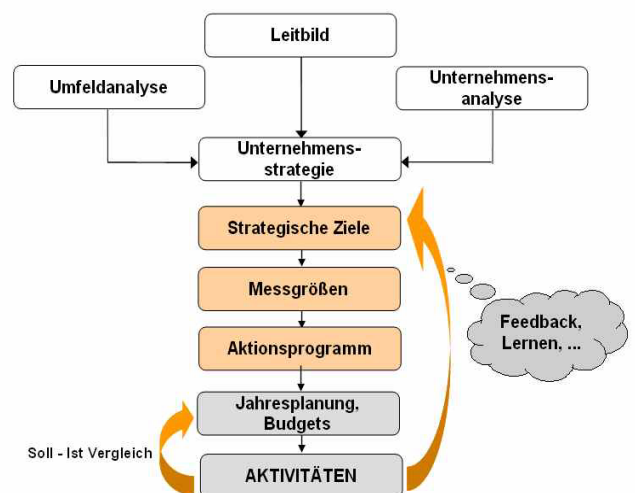 Leitbild
Umfeldanalyse
Unternehmens-
analyse
Unternehmens-
strategie
Strategische Ziele
Messgrößen
Aktionsprogramm
Feedback,
Lernen, ...
Jahresplanung,
Budgets
Soll - Ist Vergleich
AKTIVITÄTEN